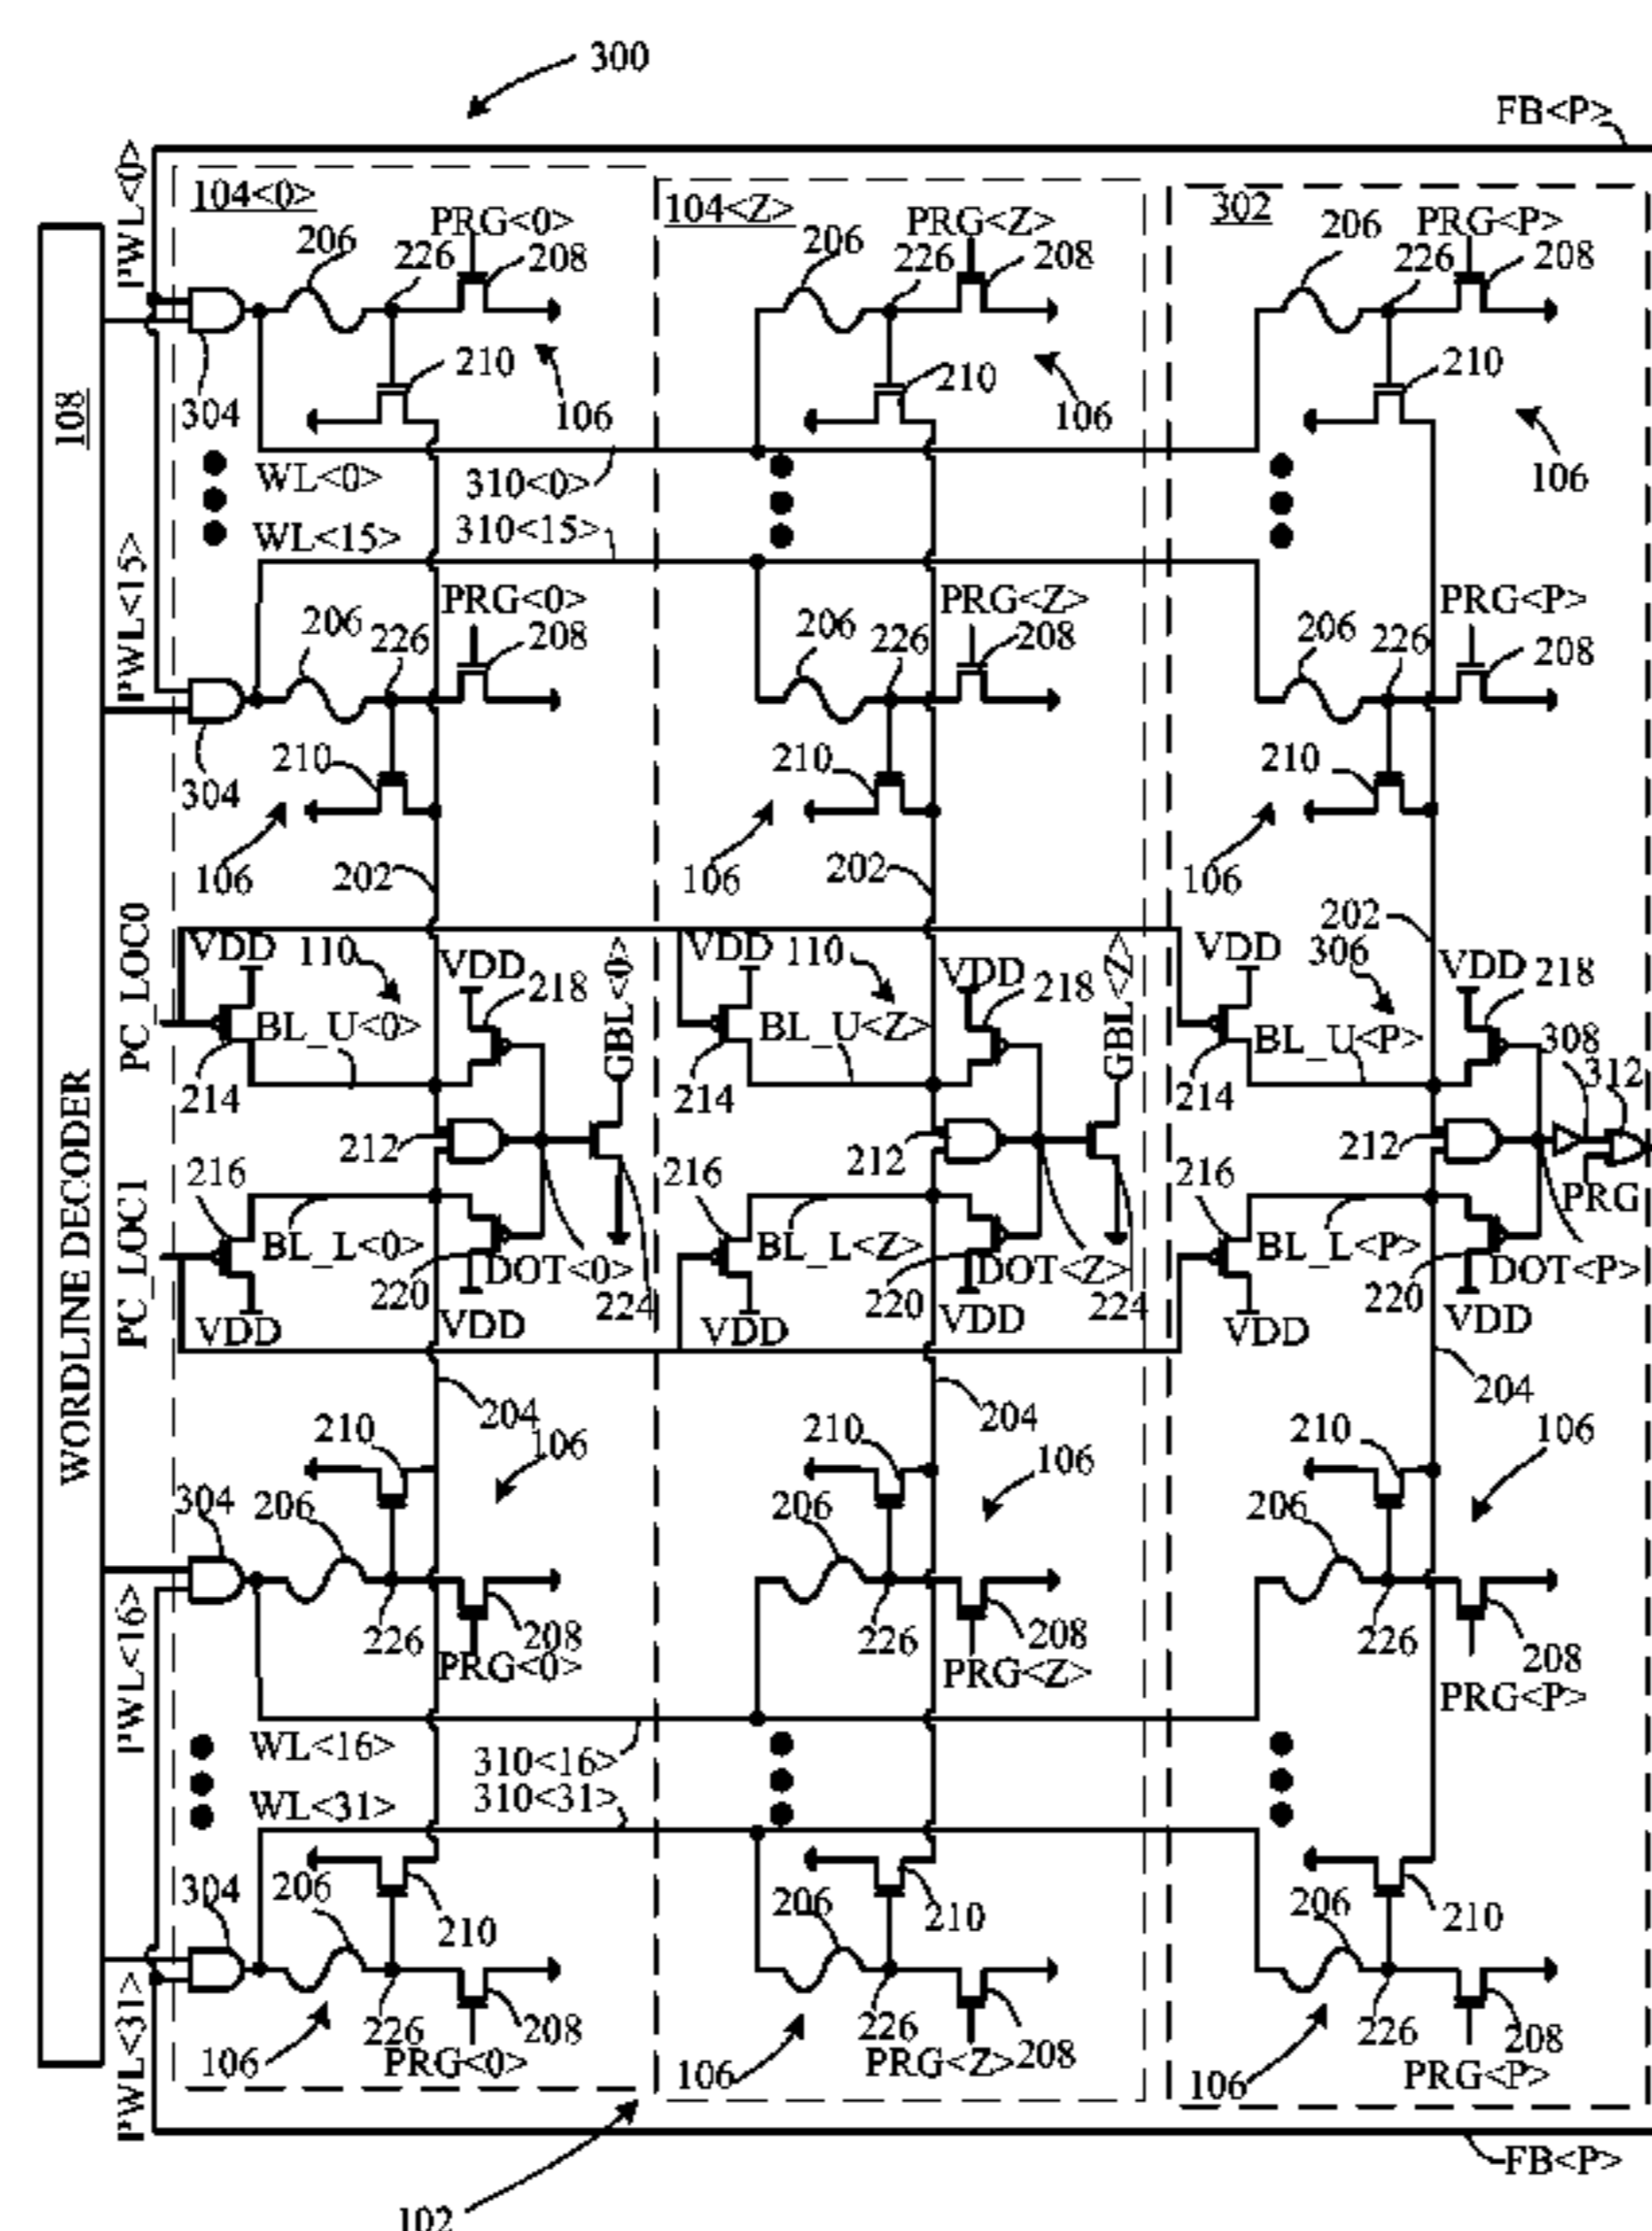 300
FB<P>
PWL<0>
104<0>
104<Z>
302
206
PRG<0>
226
208
206
PRG<Z>
226
208
206
PRG<P>
226
208
304
210
106
210
106
210
106
108
WORDLINE DECODER
WL<0>
310<0>
WL<15>
310<15>
PWL<15>
206
226
PRG<0>
208
206
226
PRG<Z>
208
206
226
PRG<P>
208
304
210
106
202
210
106
202
210
106
202
PC_LOC0
VDD
110
VDD
218
GBL<0>
VDD
110
VDD
218
GBL<Z>
VDD
306
VDD
218
BL_U<0>
BL_U<Z>
BL_U<P>
308
312
214
214
214
212
212
212
PRG
PC_LOC1
216
216
216
BL_L<0>
DOT<0>
BL_L<Z>
DOT<Z>
BL_L<P>
DOT<P>
220
224
220
224
220
VDD
VDD
VDD
VDD
VDD
VDD
204
204
204
210
106
210
106
210
106
304
206
206
206
PWL<16>
226
208
PRG<0>
226
208
PRG<Z>
226
208
PRG<P>
WL<16>
310<16>
WL<31>
310<31>
304
206
210
206
210
206
210
PWL<31>
106
226
208
PRG<0>
106
226
PRG<Z>
208
106
226
208
PRG<P>
102
FB<P>